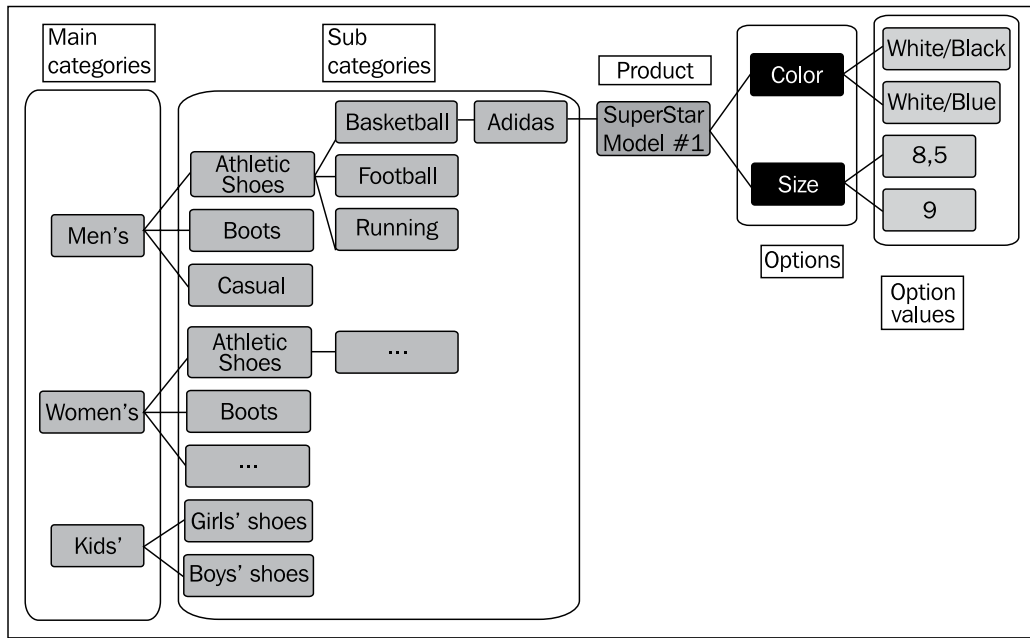 Main
categories
Sub
categories
Product
Color
White/Black
White/Blue
SuperStar
Model #1
Basketball
Adidas
Athletic
Shoes
Football
Size
8,5
9
Men's
Boots
Running
Casual
Options
Option
values
Athletic
Shoes
...
Women's
Boots
...
Kids'
Girls' shoes
Boys' shoes